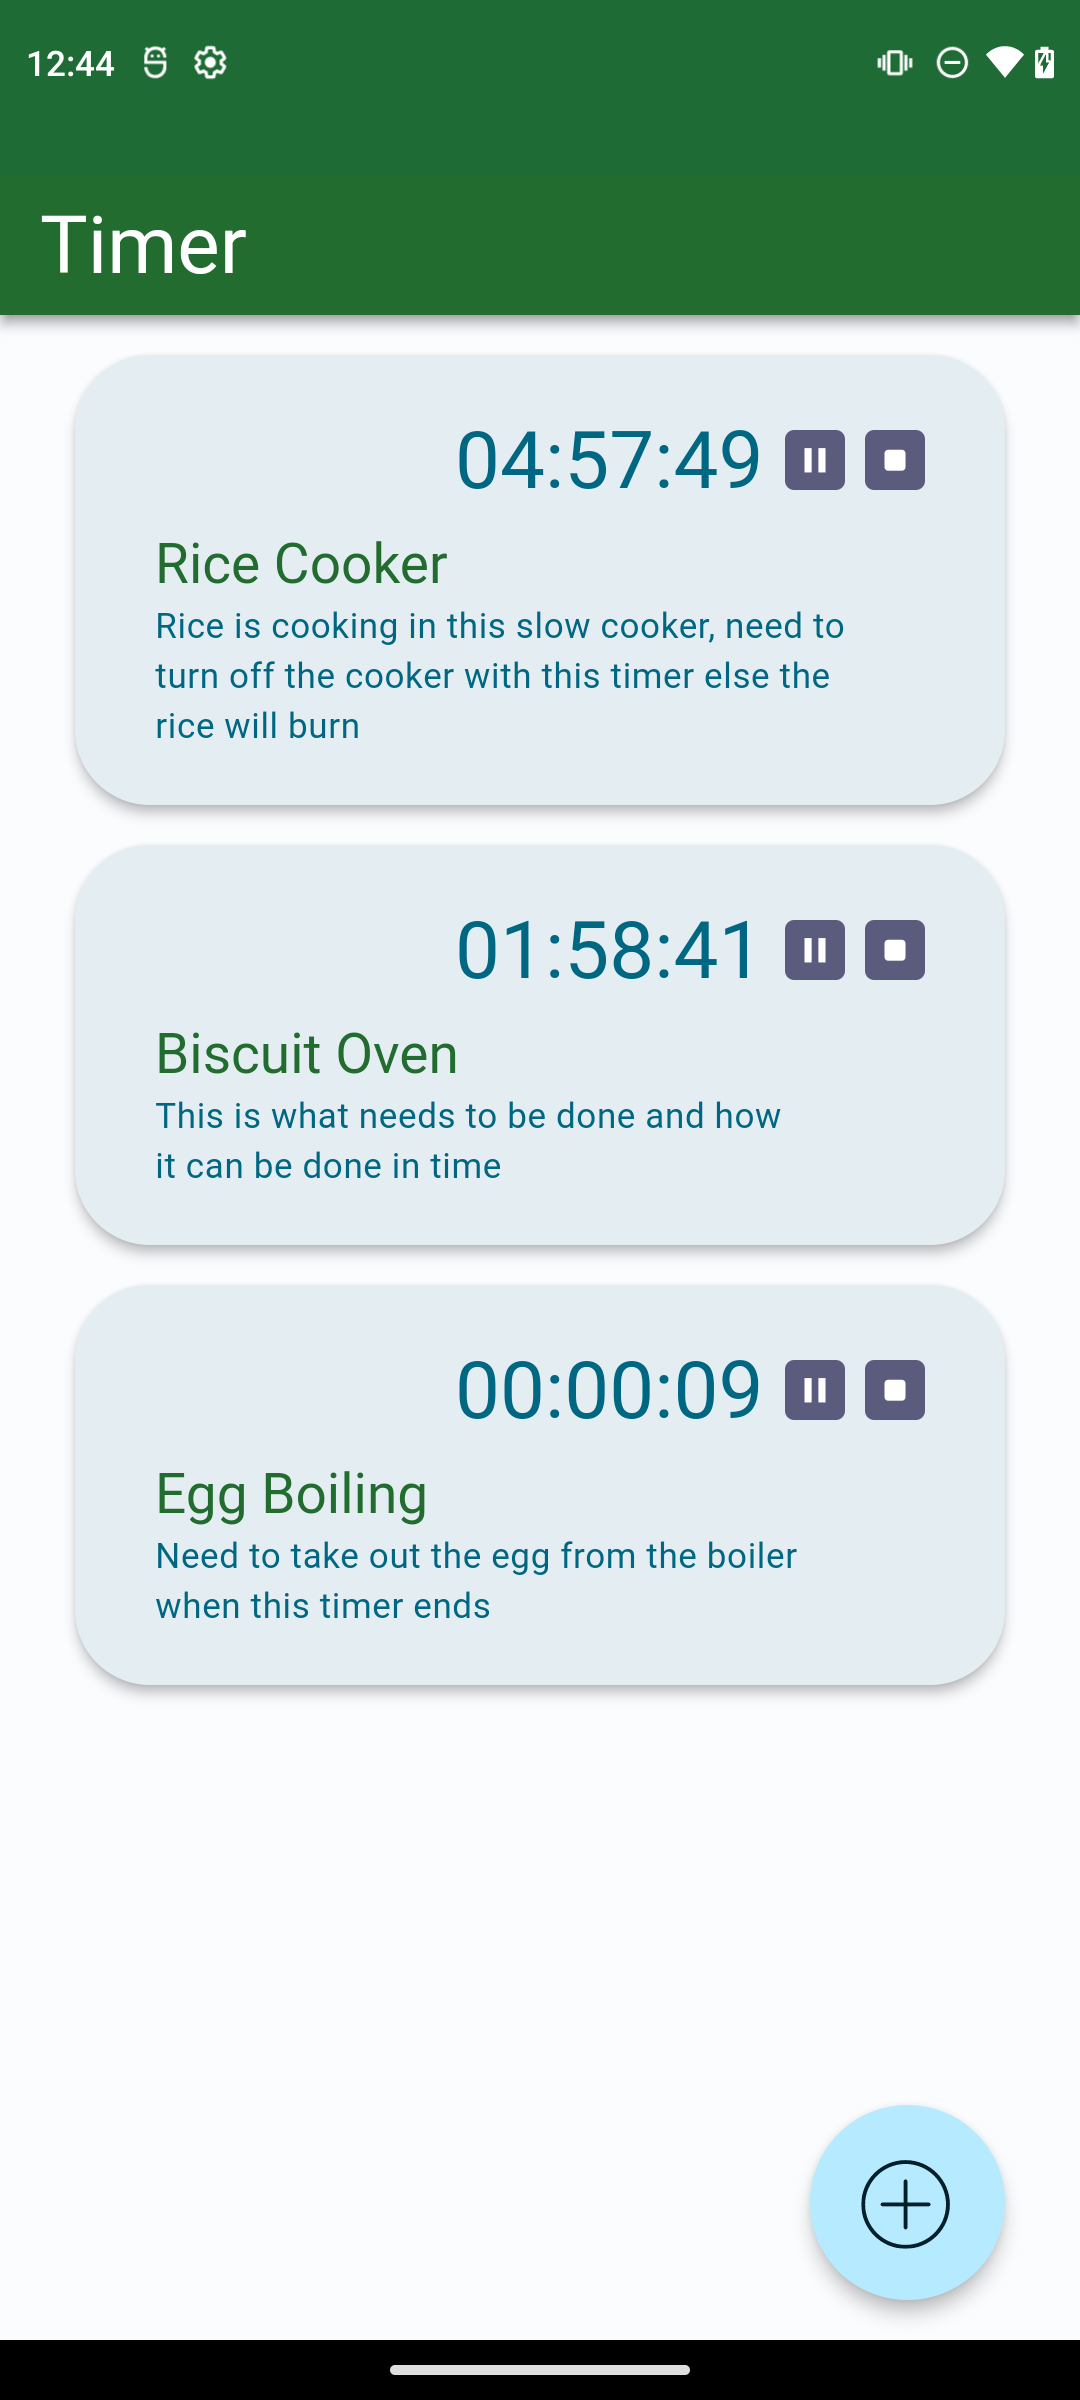 12:44
Timer
04:57:49
Rice Cooker
Rice is cooking in this slow cooker, need to
turn off the cooker with this timer else the
rice will burn
01:58:41
Biscuit Oven
This is what needs to be done and how
it can be done in time
00:00:09
Egg Boiling
Need to take out the egg from the boiler
when this timer ends